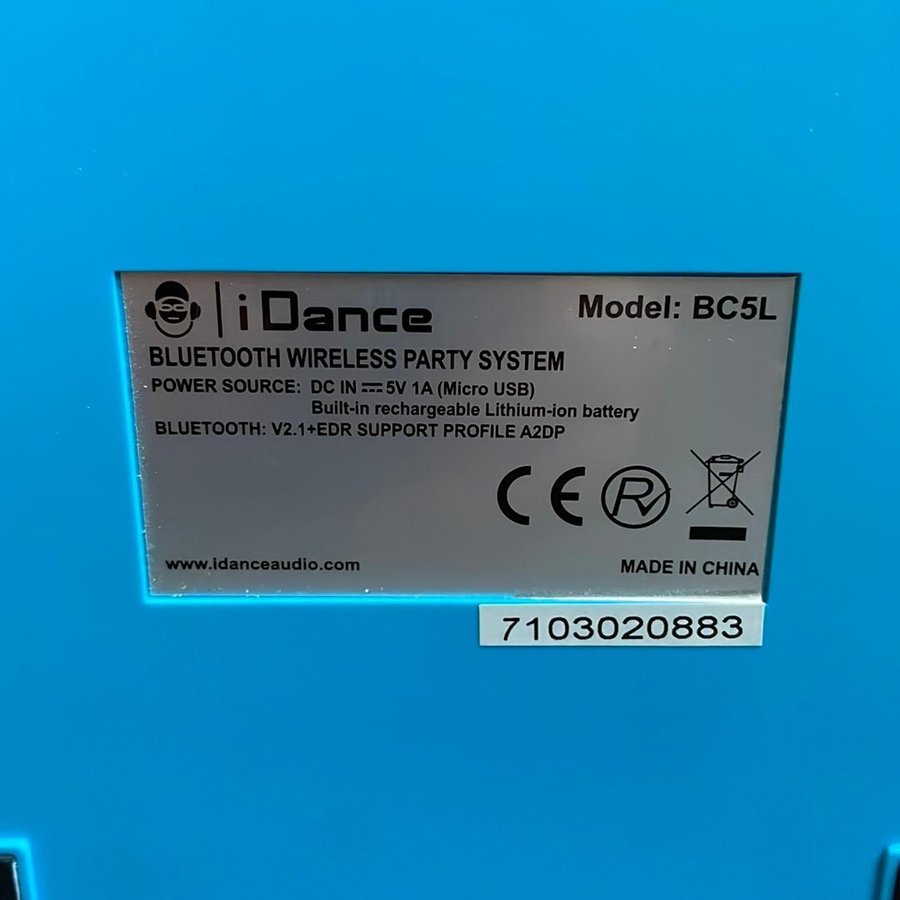 iDance
Model: BC5L
BLUETOOTH WIRELESS PARTY SYSTEM
POWER SOURCE: DC IN ⎓ 5V 1A (Micro USB)
Built-in rechargeable Lithium-ion battery
BLUETOOTH: V2.1+EDR SUPPORT PROFILE A2DP
CE R
www.idanceaudio.com
MADE IN CHINA
7103020883